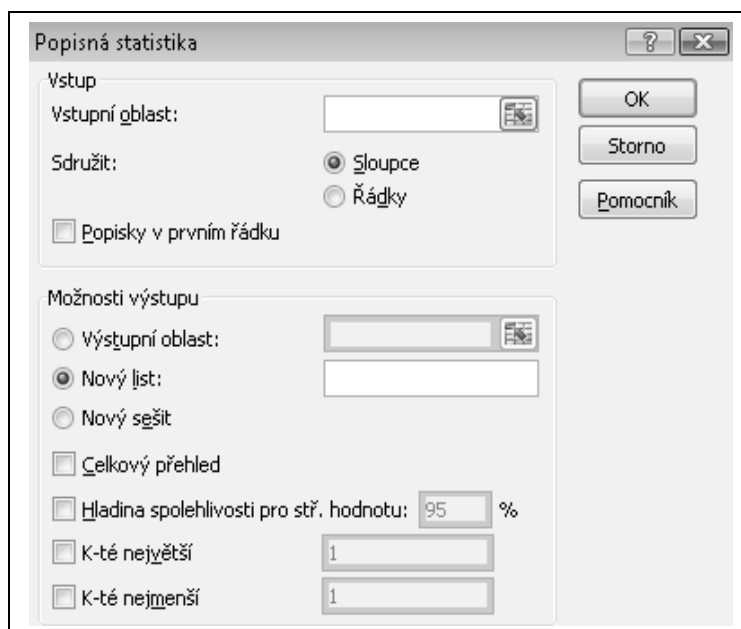 Popisná statistika
Vstup
Vstupní oblast:
Sdružit:
Sloupce
Řádky
Popisky v prvním řádku
OK
Storno
Pomocník
Možnosti výstupu
Výstupní oblast:
Nový list:
Nový sešit
Celkový přehled
Hladina spolehlivosti pro stř. hodnotu: 95 %
K-té největší 1
K-té nejmenší 1